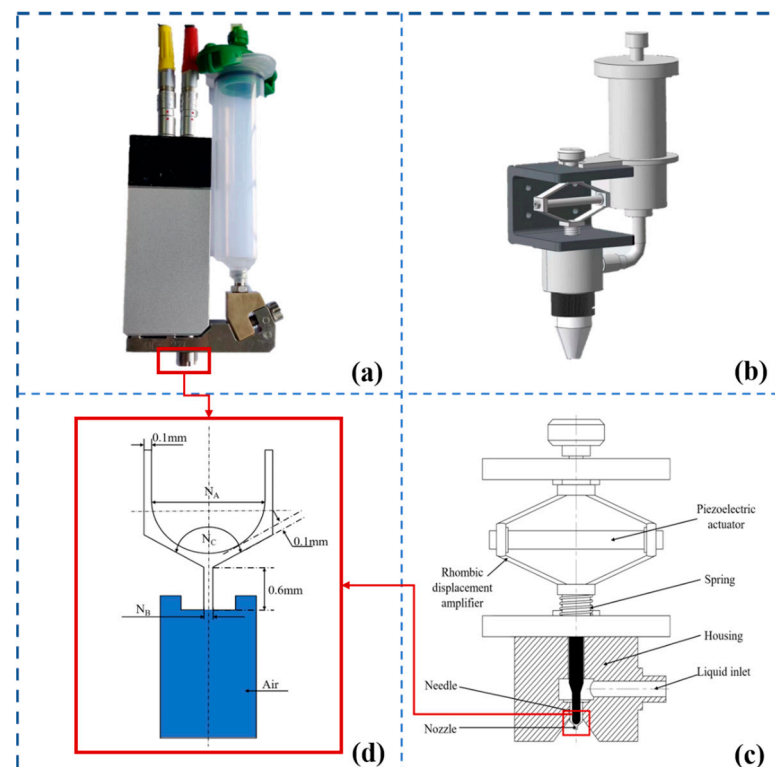 (a)
(b)
0.1mm
N_A
N_C
0.1mm
0.6mm
N_B
Air
(d)
Piezoelectric
actuator
Rhombic
displacement
amplifier
Spring
Housing
Liquid inlet
Needle
Nozzle
(c)